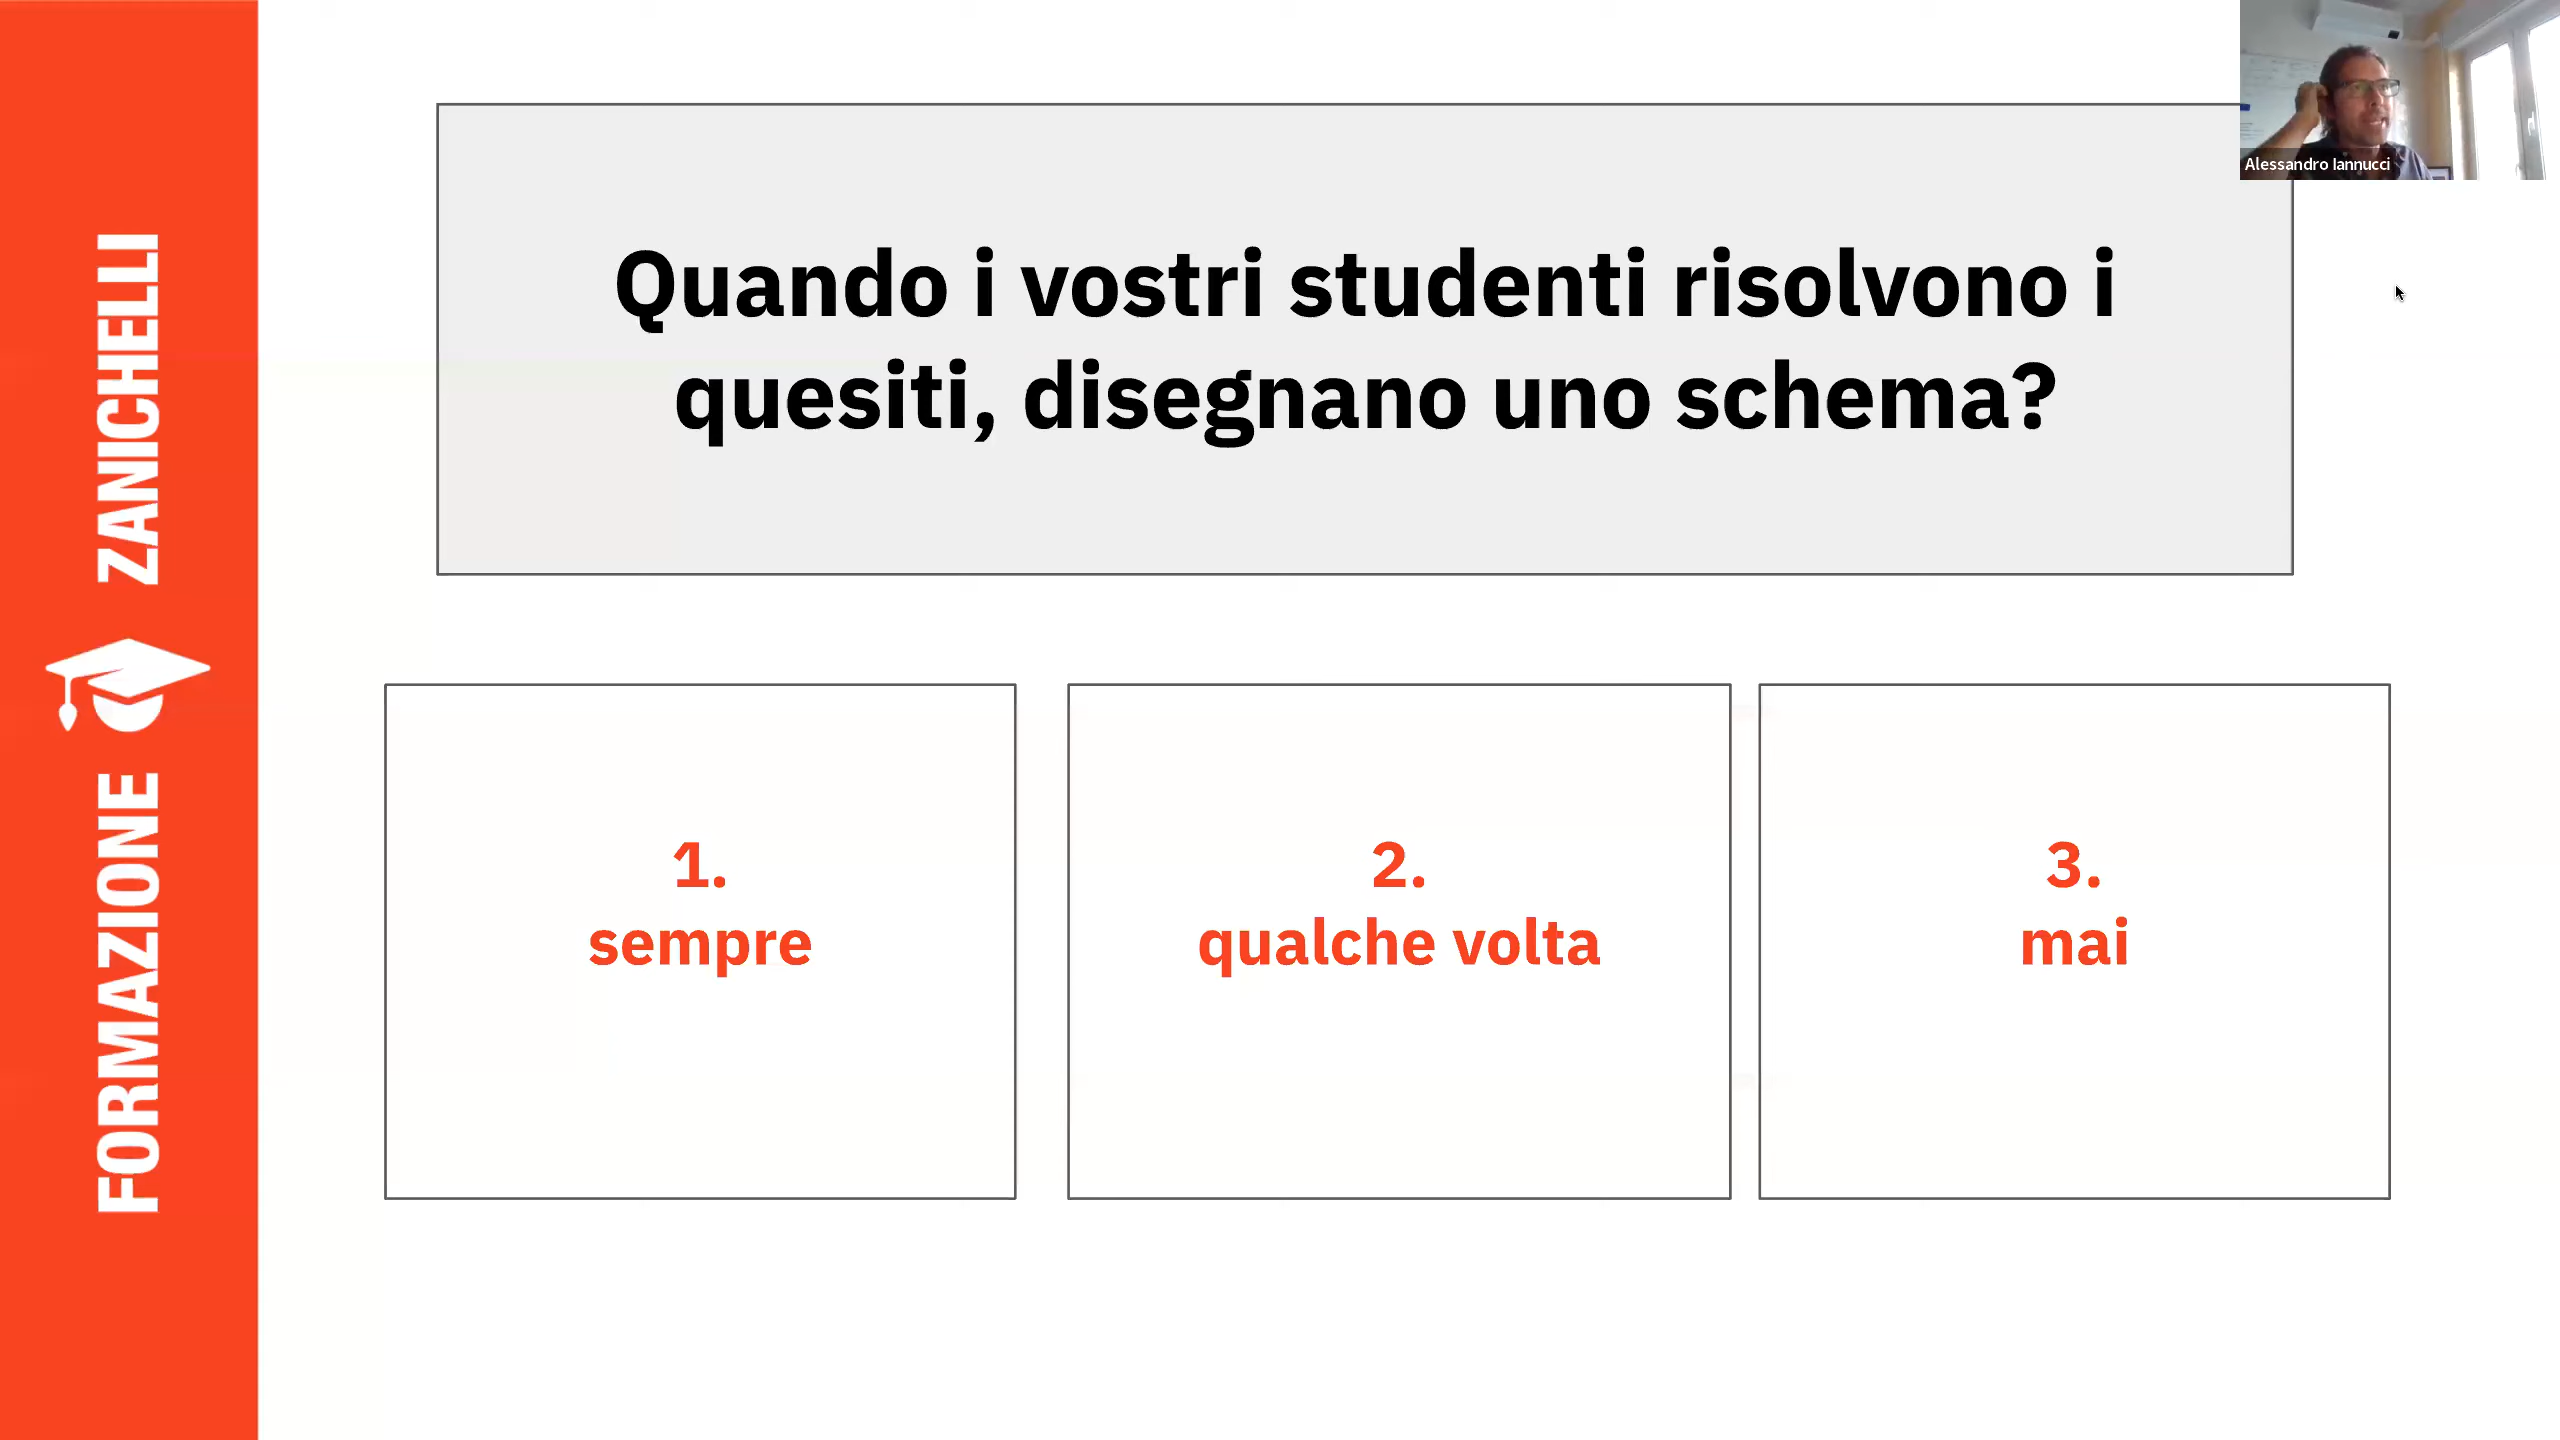 FORMAZIONE ZANICHELLI
Alessandro Iannucci
Quando i vostri studenti risolvono i
quesiti, disegnano uno schema?
1.
sempre
2.
qualche volta
3.
mai